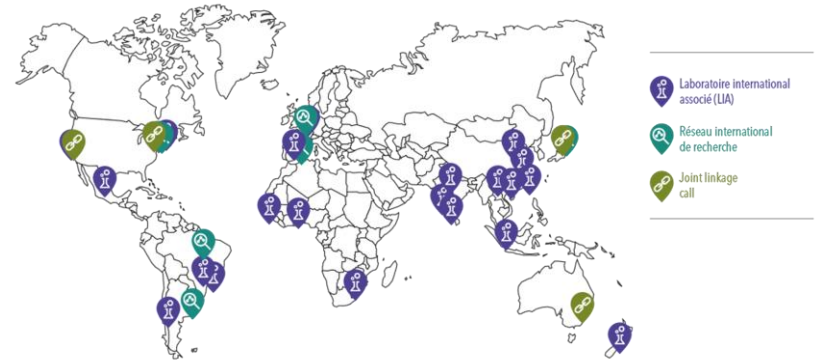 Laboratoire international
associé (LIA)
Réseau international
de recherche
Joint linkage
call